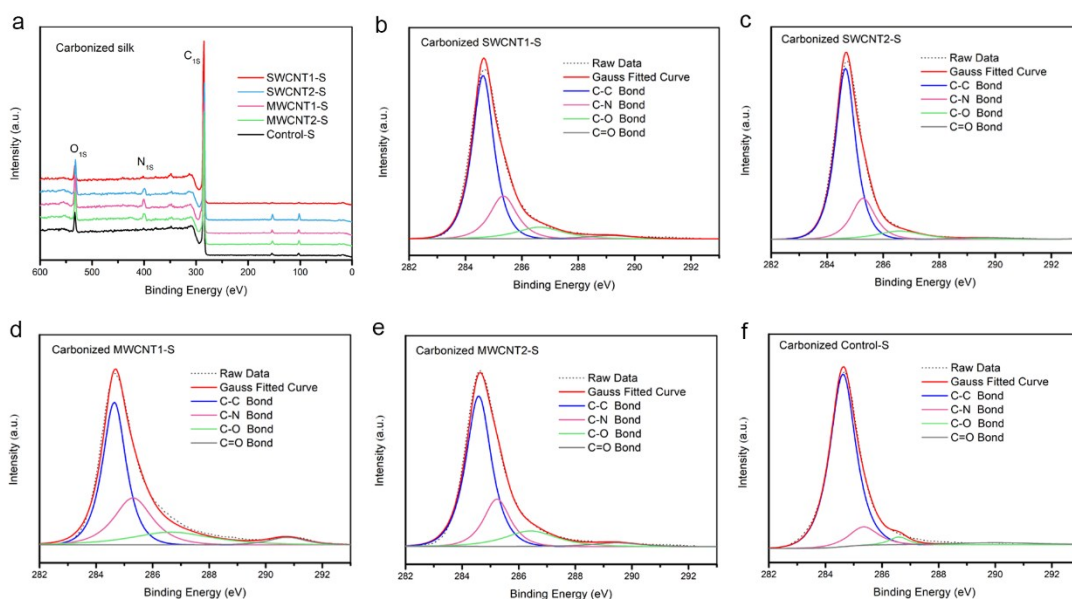 a
Carbonized silk
C1S
SWCNT1-S
SWCNT2-S
MWCNT1-S
MWCNT2-S
Control-S
O1S
N1S
Intensity (a.u.)
600 500 400 300 200 100 0
Binding Energy (eV)
b
Carbonized SWCNT1-S
Raw Data
Gauss Fitted Curve
C-C Bond
C-N Bond
C-O Bond
C=O Bond
Intensity (a.u.)
282 284 286 288 290 292
Binding Energy (eV)
c
Carbonized SWCNT2-S
Raw Data
Gauss Fitted Curve
C-C Bond
C-N Bond
C-O Bond
C=O Bond
Intensity (a.u.)
282 284 286 288 290 292
Binding Energy (eV)
d
Carbonized MWCNT1-S
Raw Data
Gauss Fitted Curve
C-C Bond
C-N Bond
C-O Bond
C=O Bond
Intensity (a.u.)
282 284 286 288 290 292
Binding Energy (eV)
e
Carbonized MWCNT2-S
Raw Data
Gauss Fitted Curve
C-C Bond
C-N Bond
C-O Bond
C=O Bond
Intensity (a.u.)
282 284 286 288 290 292
Binding Energy (eV)
f
Carbonized Control-S
Raw Data
Gauss Fitted Curve
C-C Bond
C-N Bond
C-O Bond
C=O Bond
Intensity (a.u.)
282 284 286 288 290 292
Binding Energy (eV)